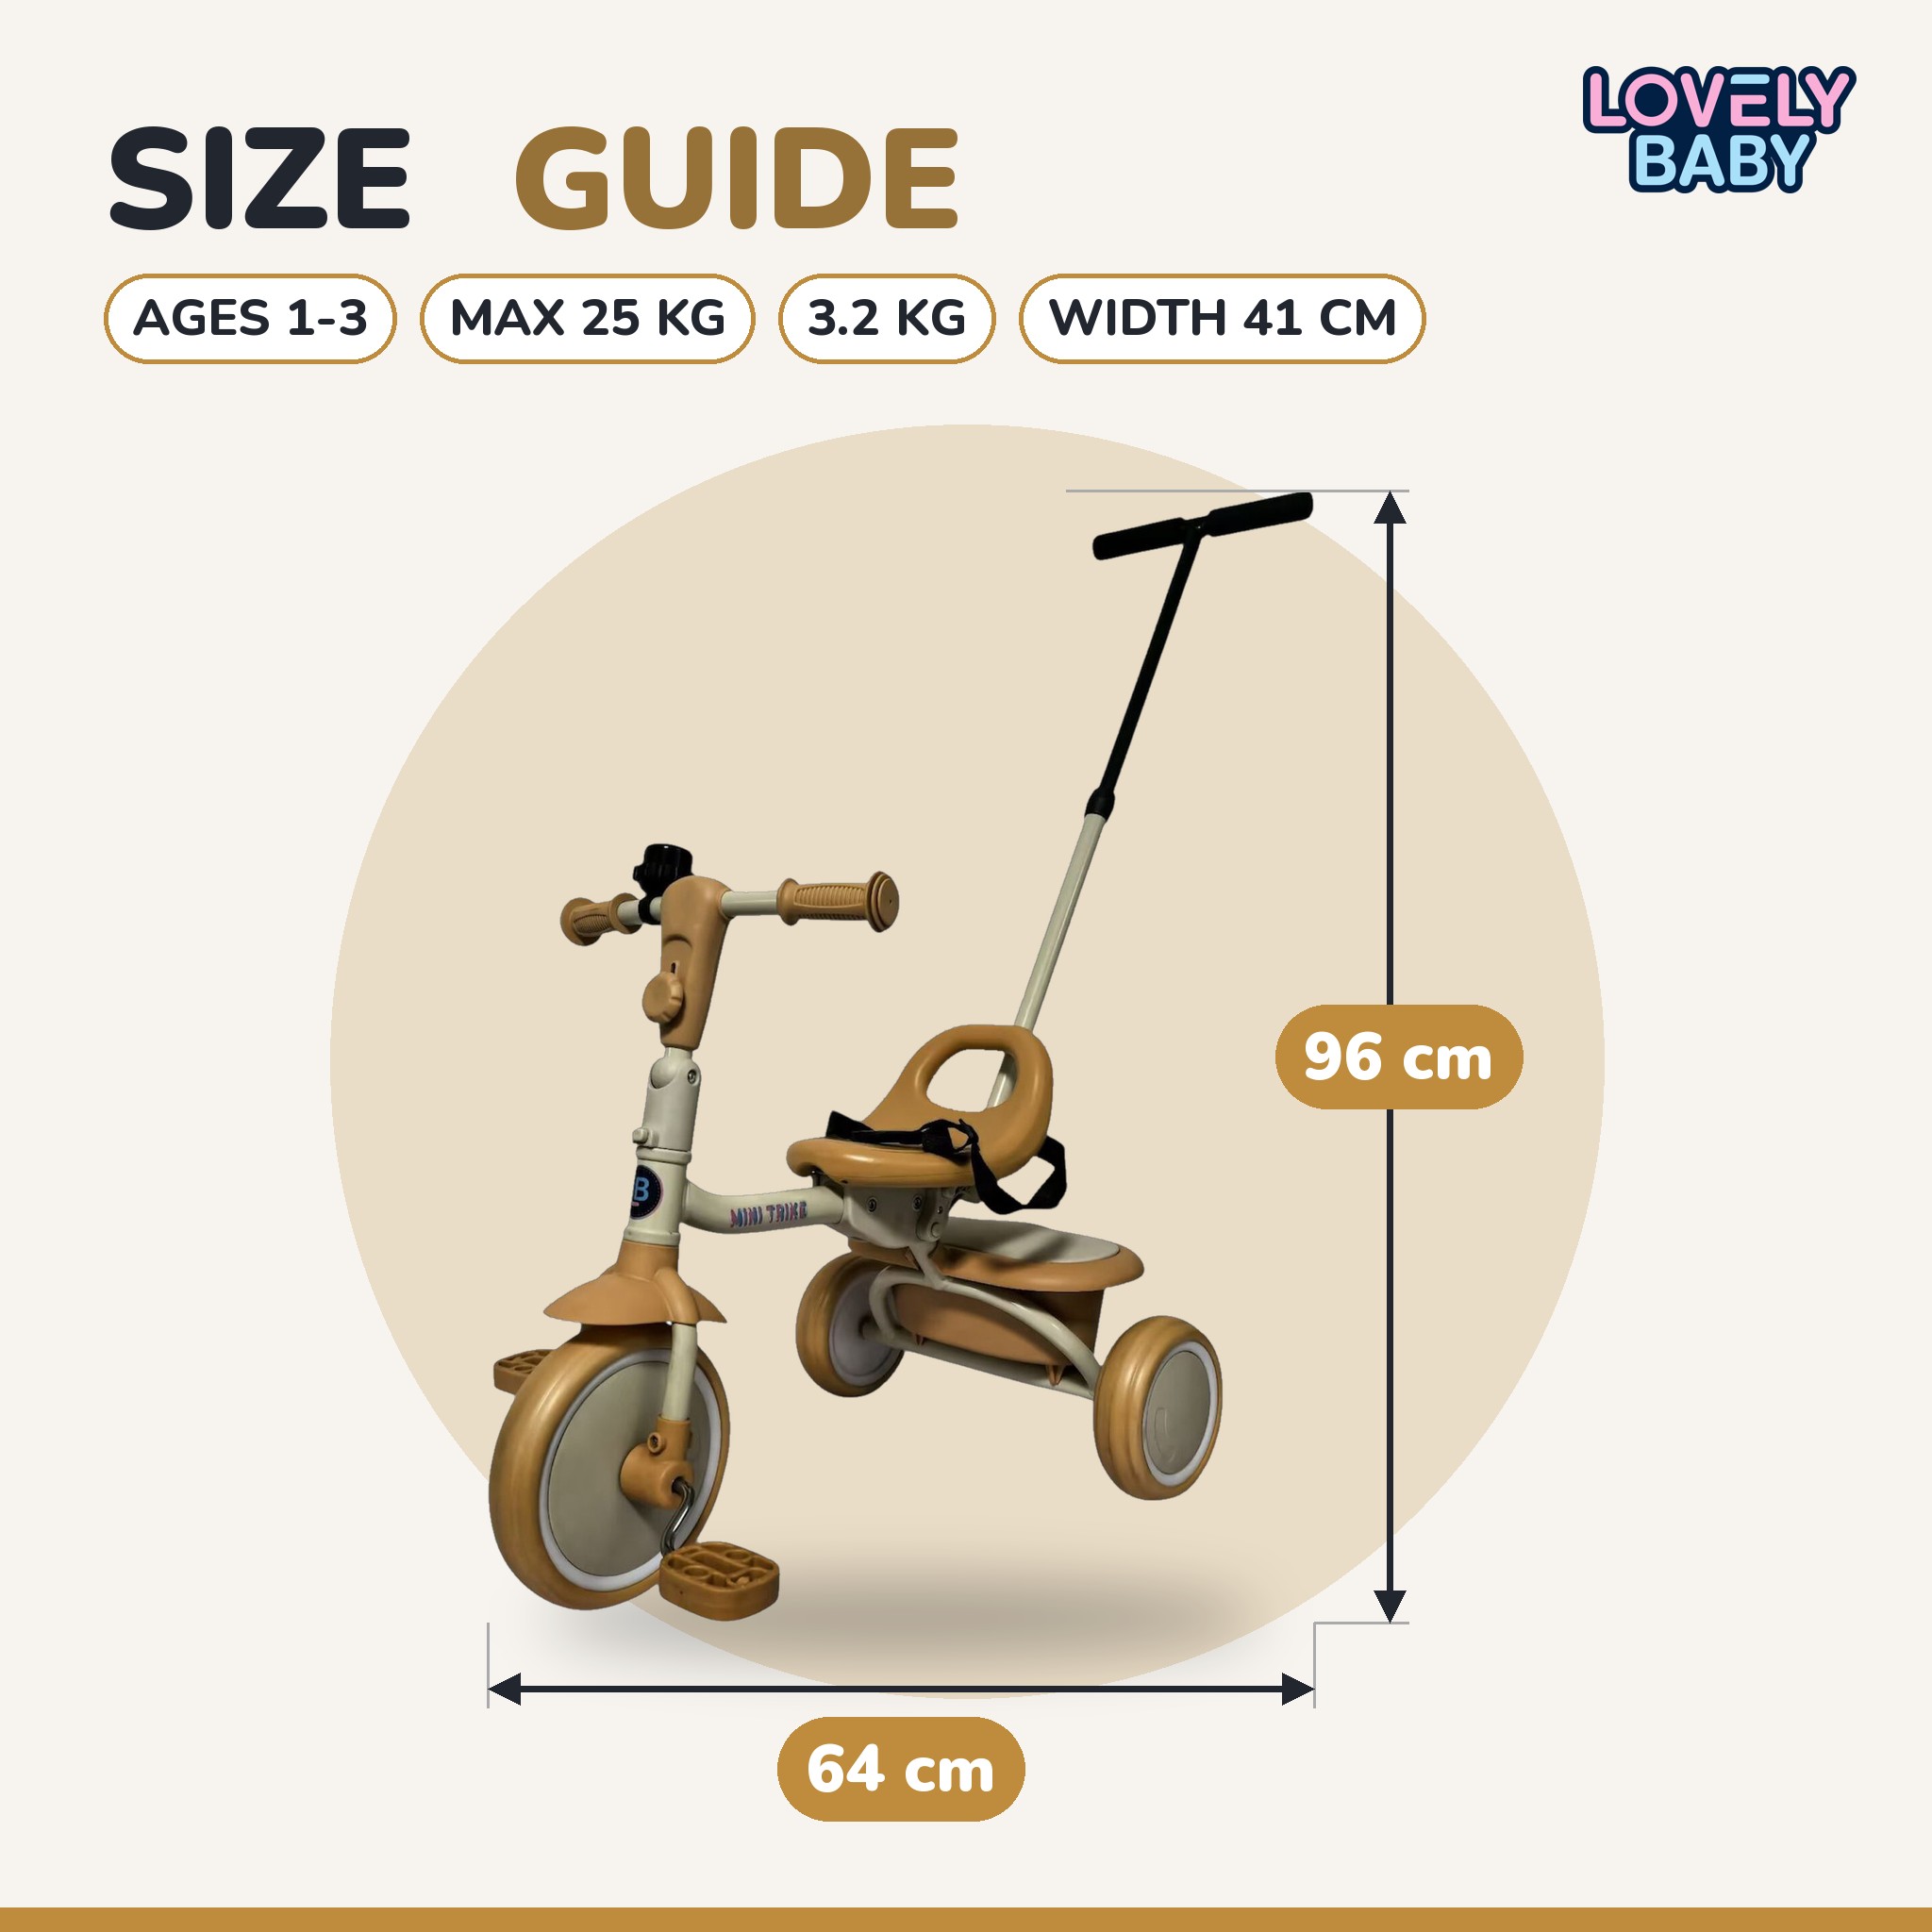 LOVELY
BABY
SIZE GUIDE
AGES 1-3
MAX 25 KG
3.2 KG
WIDTH 41 CM
96 cm
B
MINI TRIKE
64 cm